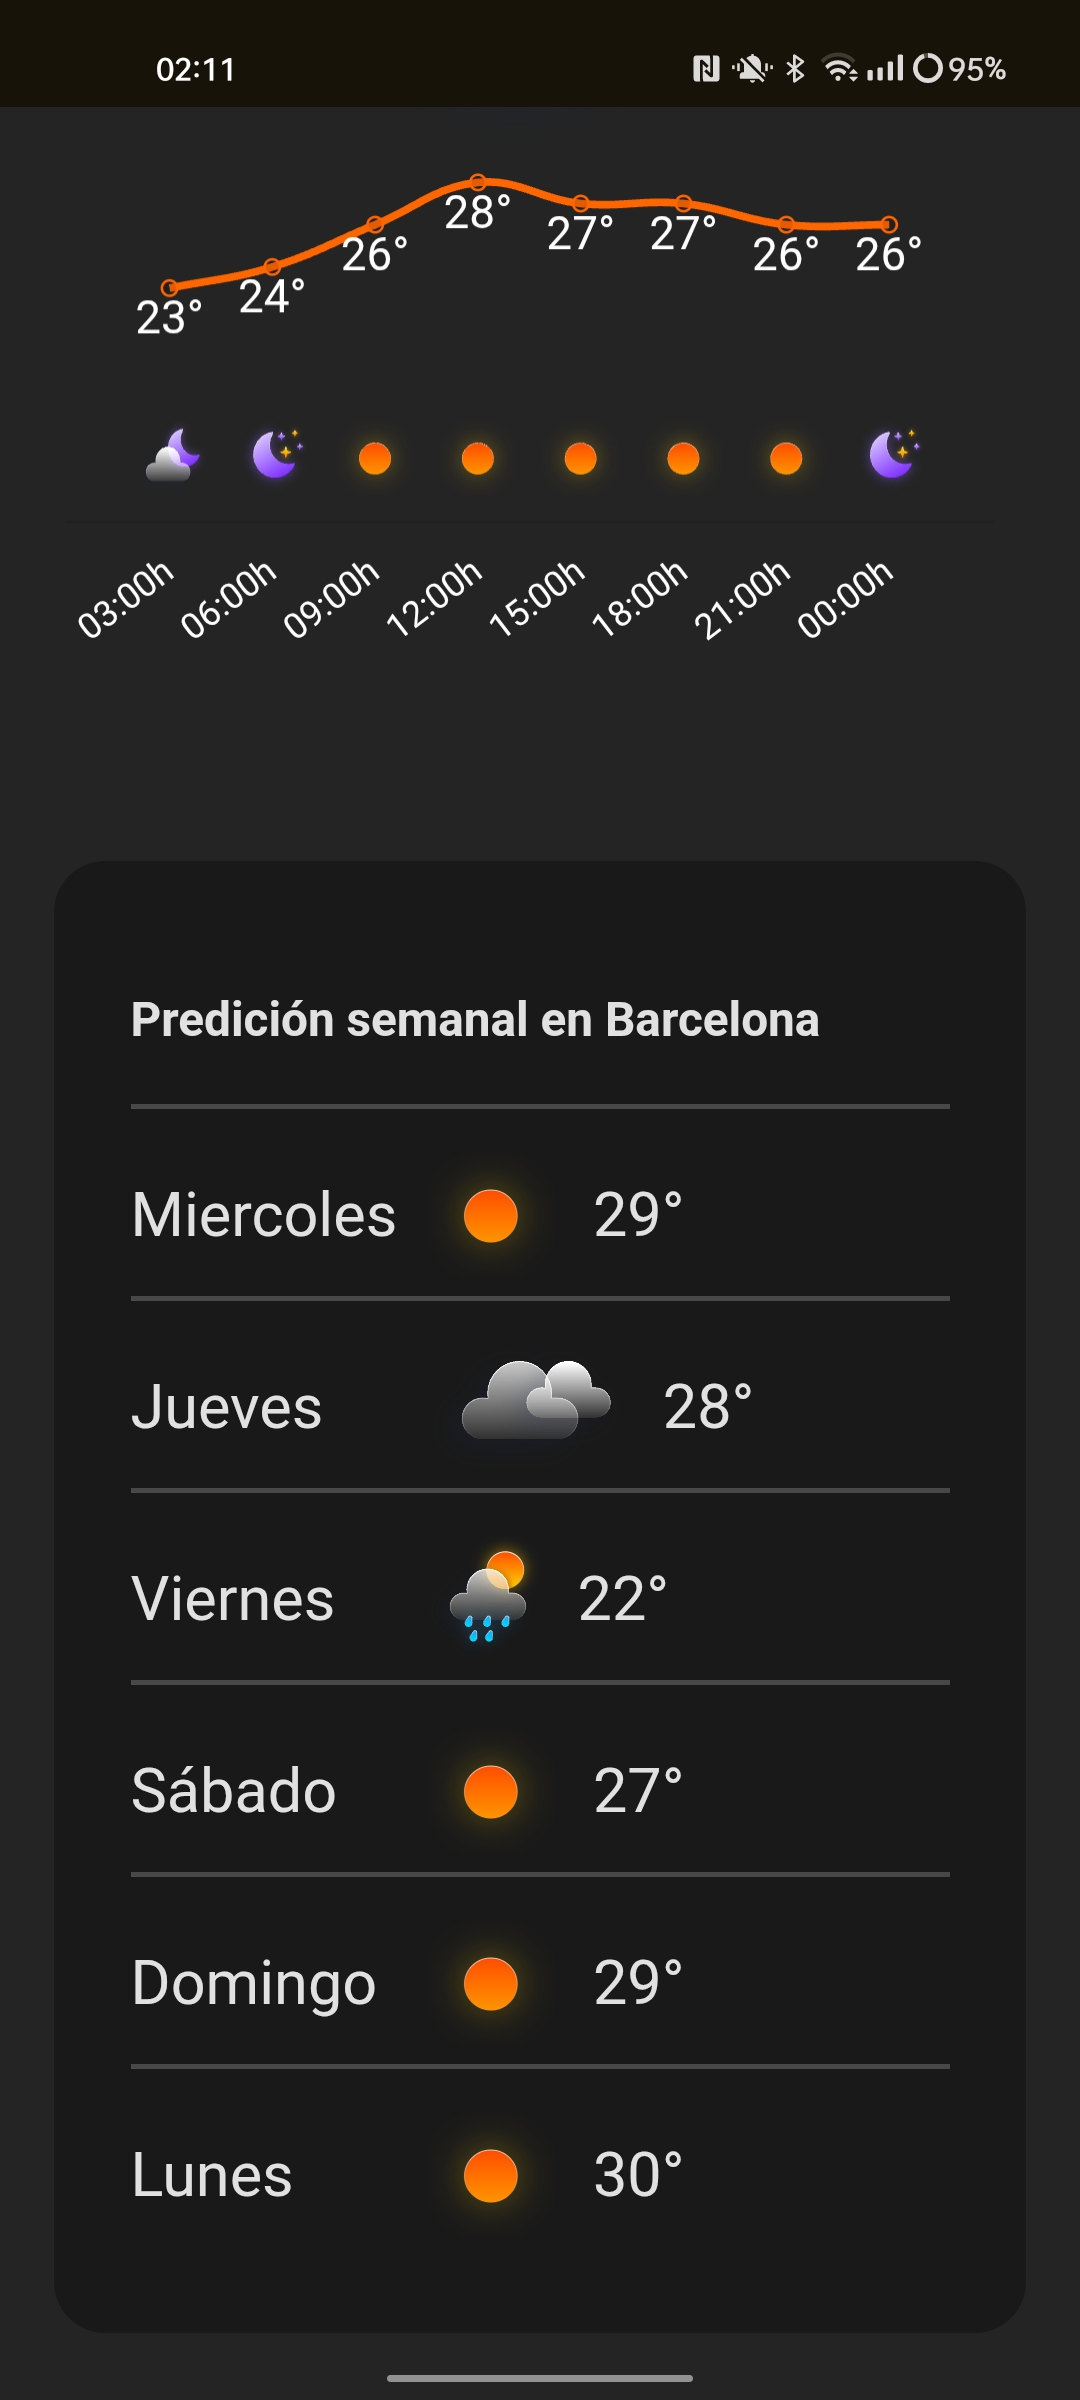 02:11 95%
28°
27° 27°
26° 26° 26°
24°
23°
03:00h 06:00h 09:00h 12:00h 15:00h 18:00h 21:00h 00:00h
Predición semanal en Barcelona
Miercoles 29°
Jueves 28°
Viernes 22°
Sábado 27°
Domingo 29°
Lunes 30°